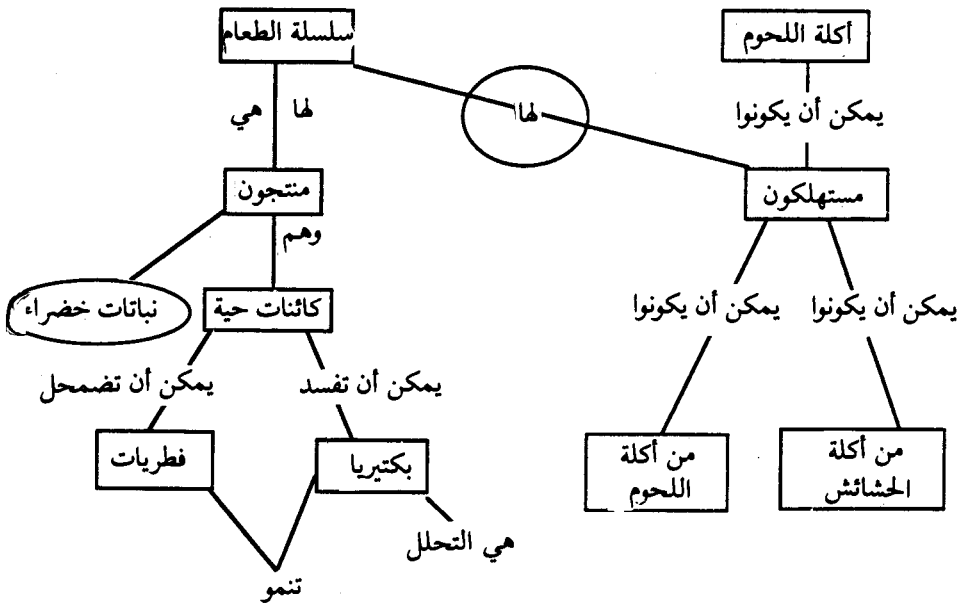 أكلة اللحوم
سلسلة الطعام
يمكن أن يكونوا
لها
لها
هي
مستهلكون
منتجون
وهم
يمكن أن يكونوا
يمكن أن يكونوا
كائنات حية
نباتات خضراء
يمكن أن تفسد
يمكن أن تضمحل
من أكلة
الحشائش
من أكلة
اللحوم
بكتيريا
فطريات
هي التحلل
تنمو